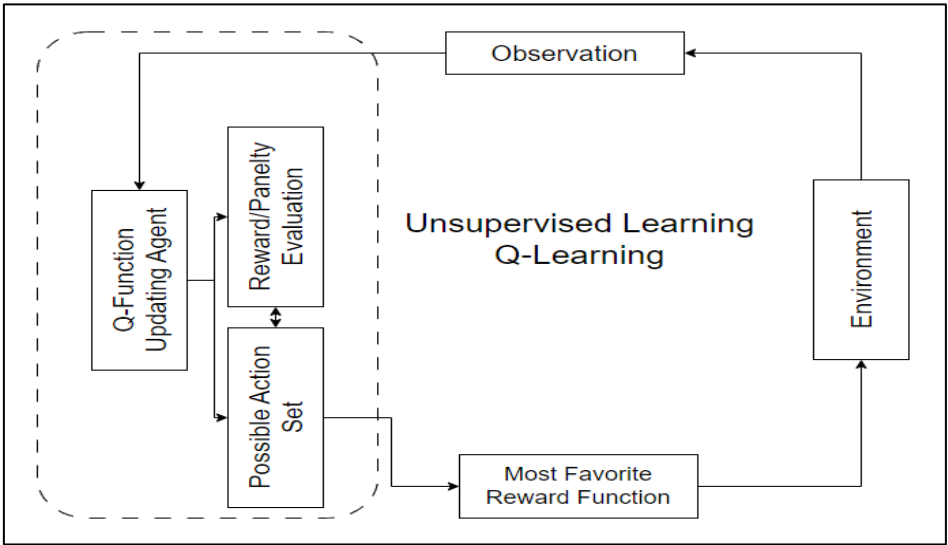 Observation
Reward/Panelty
Evaluation
Q-Function
Updating Agent
Unsupervised Learning
Q-Learning
Environment
Possible Action
Set
Most Favorite
Reward Function